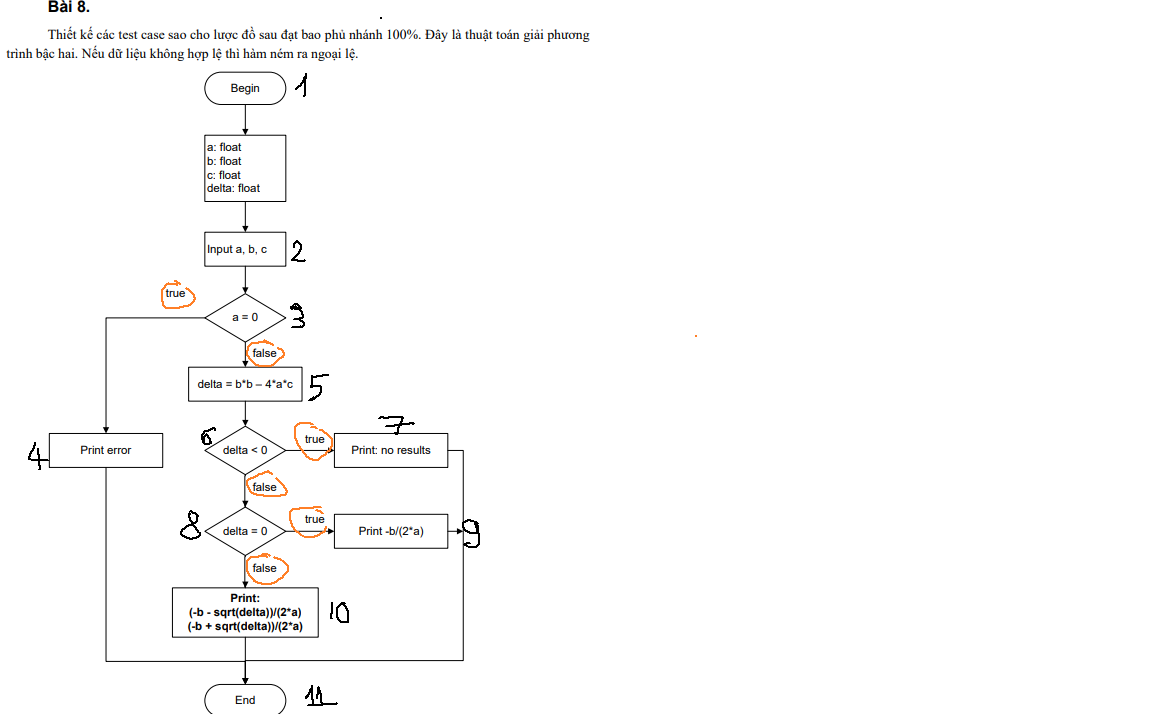 Bài 8.
Thiết kế các test case sao cho lược đồ sau đạt bao phủ nhánh 100%. Đây là thuật toán giải phương
trình bậc hai. Nếu dữ liệu không hợp lệ thì hàm ném ra ngoại lệ.
Begin
1
a: float
b: float
c: float
delta: float
Input a, b, c
2
true
a = 0
3
false
delta = b*b – 4*a*c
5
4
Print error
6
delta < 0
true
7
Print: no results
false
8
delta = 0
true
Print -b/(2*a)
9
false
Print:
(-b - sqrt(delta))/(2*a)
(-b + sqrt(delta))/(2*a)
10
End
11